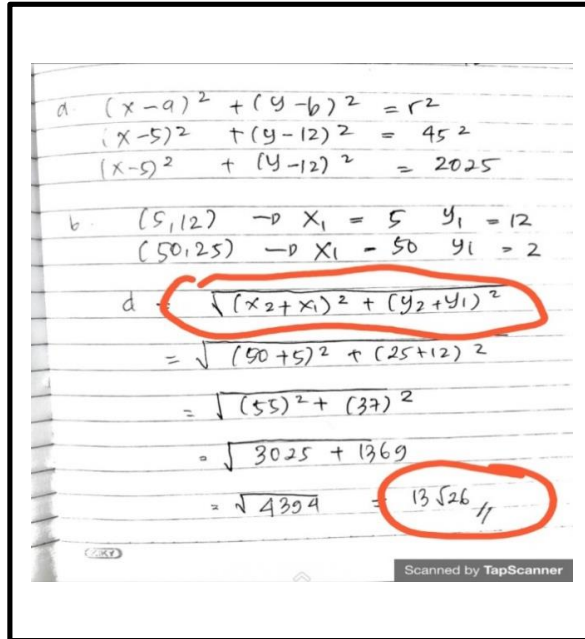 a. (x-a)² + (y-b)² = r²
(x-5)² + (y-12)² = 45²
(x-5)² + (y-12)² = 2025
b. (5,12) → x₁ = 5 y₁ = 12
(50,25) → x₁ = 50 y₁ = 2
d = √(x₂+x₁)² + (y₂+y₁)²
= √(50+5)² + (25+12)²
= √(55)² + (37)²
= √3025 + 1369
= √4394 = 13√26 //
Scanned by TapScanner